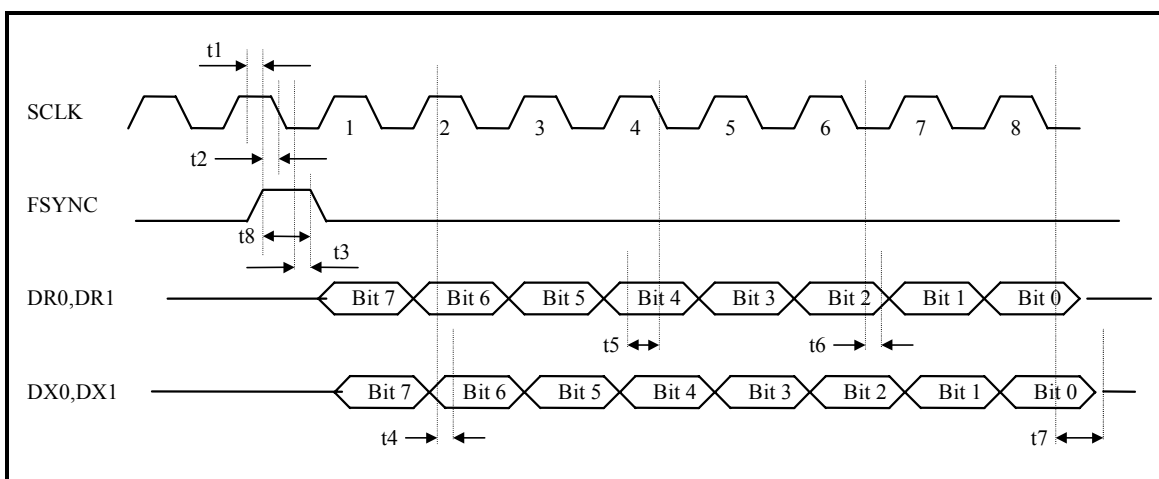 t1
SCLK
1 2 3 4 5 6 7 8
t2
FSYNC
t8
t3
DR0,DR1 Bit 7 Bit 6 Bit 5 Bit 4 Bit 3 Bit 2 Bit 1 Bit 0
t5 t6
DX0,DX1 Bit 7 Bit 6 Bit 5 Bit 4 Bit 3 Bit 2 Bit 1 Bit 0
t4 t7